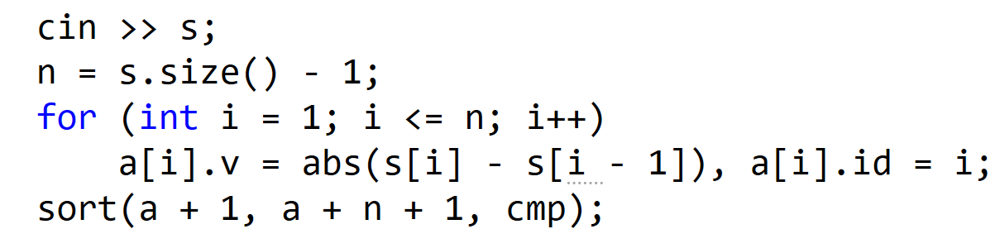 cin >> s;
n = s.size() - 1;
for (int i = 1; i <= n; i++)
    a[i].v = abs(s[i] - s[i - 1]), a[i].id = i;
sort(a + 1, a + n + 1, cmp);